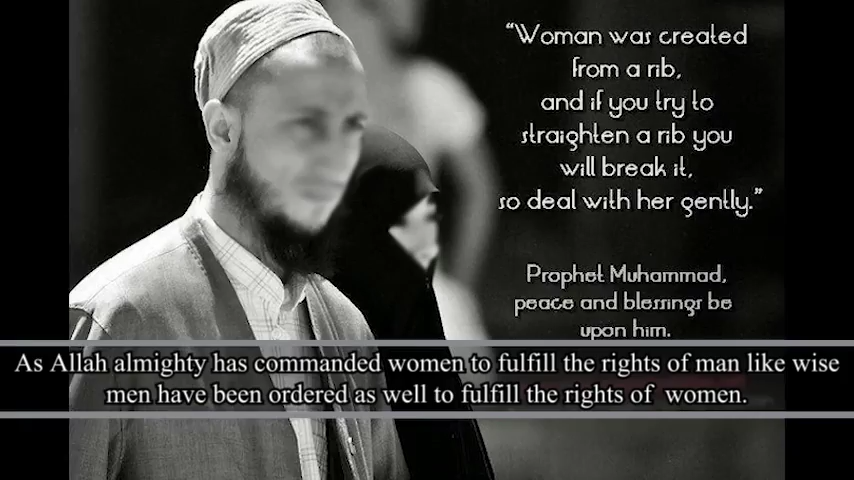 “Woman was created
from a rib,
and if you try to
straighten a rib you
will break it,
so deal with her gently.”
Prophet Muhammad,
peace and blessings be
upon him.
As Allah almighty has commanded women to fulfill the rights of man like wise
men have been ordered as well to fulfill the rights of women.